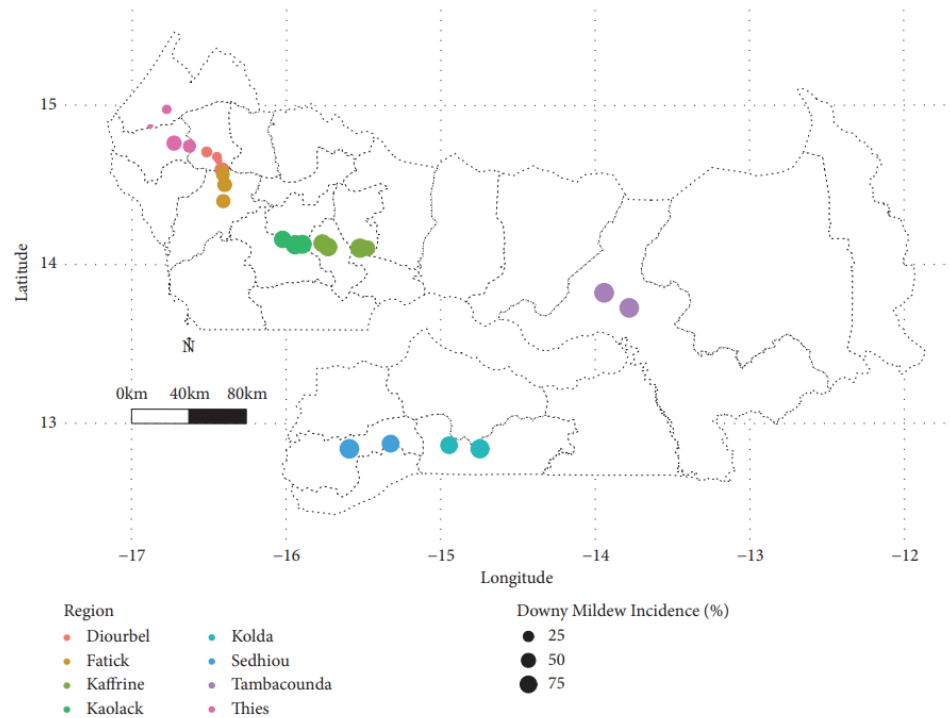 15
14
13
Latitude
N
0km 40km 80km
−17 −16 −15 −14 −13 −12
Longitude
Region
Diourbel
Fatick
Kaffrine
Kaolack
Kolda
Sedhiou
Tambacounda
Thies
Downy Mildew Incidence (%)
25
50
75